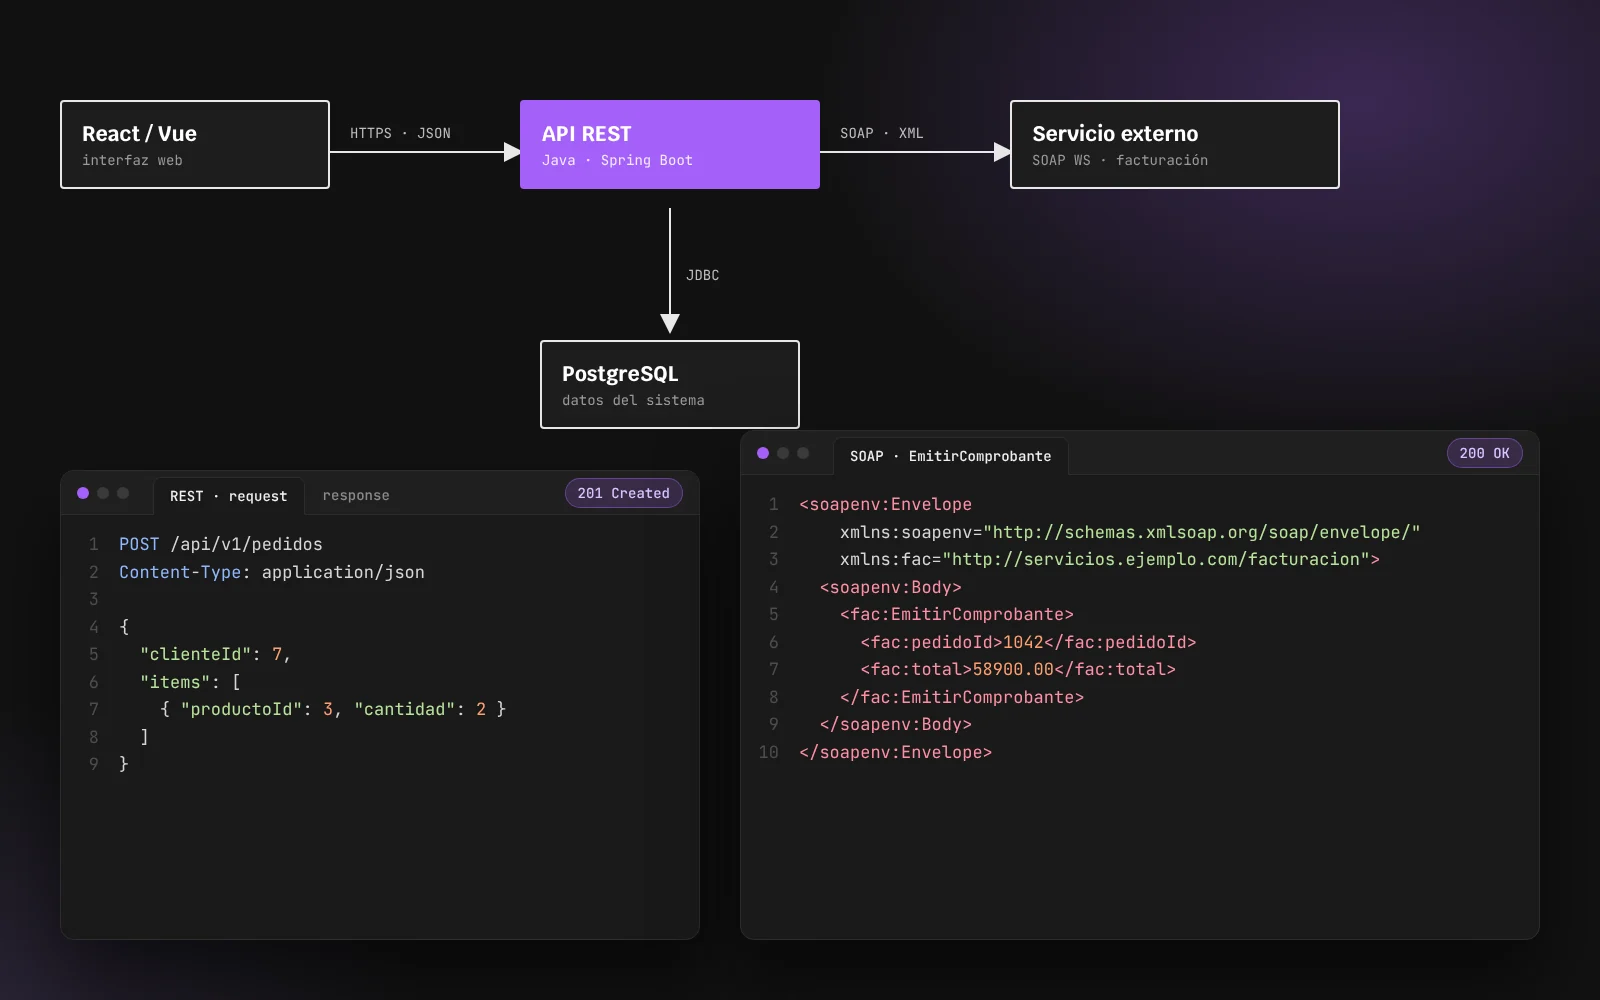 React / Vue
interfaz web
HTTPS · JSON
API REST
Java · Spring Boot
SOAP · XML
Servicio externo
SOAP WS · facturación
JDBC
PostgreSQL
datos del sistema
REST · request
response
201 Created
1 POST /api/v1/pedidos
2 Content-Type: application/json
3
4 {
5   "clienteId": 7,
6   "items": [
7     { "productoId": 3, "cantidad": 2 }
8   ]
9 }
SOAP · EmitirComprobante
200 OK
1 <soapenv:Envelope
2     xmlns:soapenv="http://schemas.xmlsoap.org/soap/envelope/"
3     xmlns:fac="http://servicios.ejemplo.com/facturacion">
4   <soapenv:Body>
5     <fac:EmitirComprobante>
6       <fac:pedidoId>1042</fac:pedidoId>
7       <fac:total>58900.00</fac:total>
8     </fac:EmitirComprobante>
9   </soapenv:Body>
10 </soapenv:Envelope>